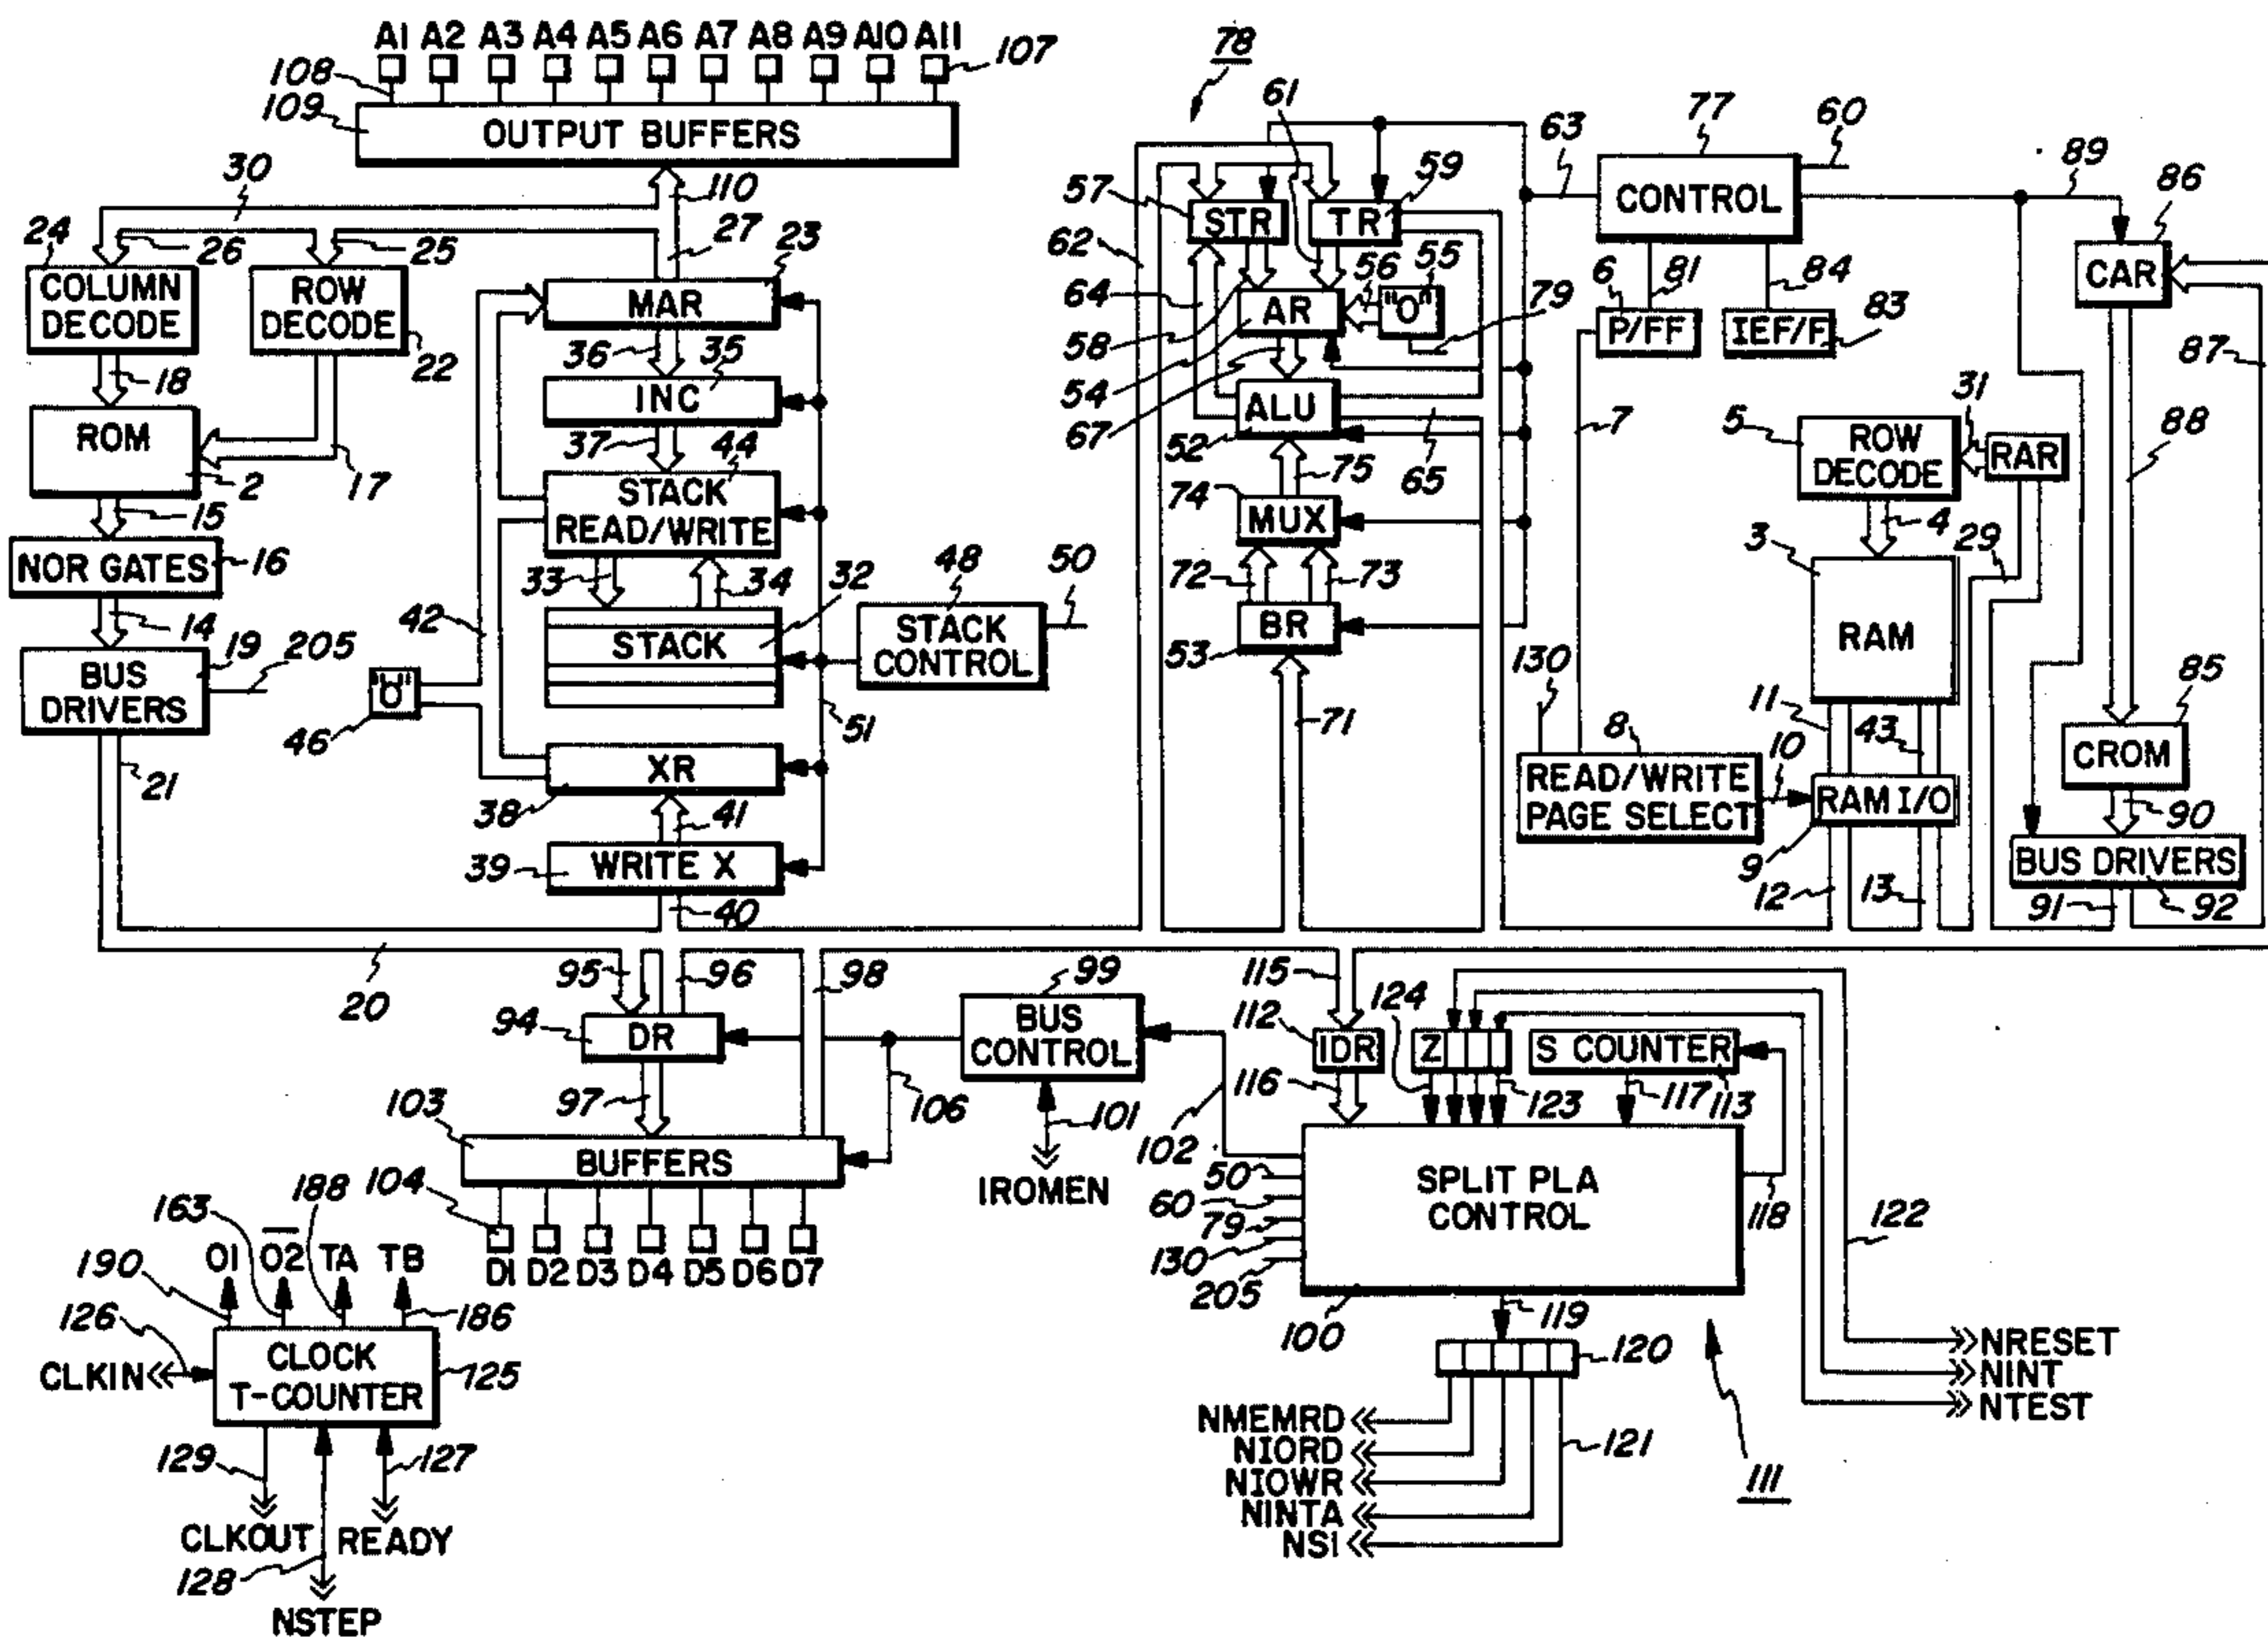 A1 A2 A3 A4 A5 A6 A7 A8 A9 A10 A11
107
108
109
OUTPUT BUFFERS
110
30
24
26
25
27
23
COLUMN
DECODE
ROW
DECODE
22
MAR
36
35
INC
18
ROM
2
17
37
44
STACK
READ/WRITE
15
NOR GATES
16
33
34
32
STACK
48
50
STACK
CONTROL
14
19
205
BUS
DRIVERS
42
"0"
46
51
21
XR
38
41
39
WRITE X
40
20
78
61
57
STR
TR
59
62
64
58
54
67
AR
56
55
"0"
79
ALU
52
65
75
74
MUX
72
73
BR
53
71
63
77
60
CONTROL
89
86
CAR
6
81
84
P/FF
IEF/F
83
7
87
88
5
ROW
DECODE
31
RAR
4
29
3
RAM
130
8
READ/WRITE
PAGE SELECT
10
11
43
RAM I/O
9
12
13
85
CROM
90
BUS DRIVERS
91
92
95
96
98
94
DR
97
99
BUS
CONTROL
106
101
IROMEN
102
103
BUFFERS
104
D1 D2 D3 D4 D5 D6 D7
115
112
IDR
116
124
Z
123
S COUNTER
117
113
SPLIT PLA
CONTROL
50
60
79
130
205
100
118
122
119
120
111
NRESET
NINT
NTEST
NMEMRD
NIORD
NIOWR
NINTA
NSI
121
163
188
190
O1 O2 TA TB
186
126
CLKIN
CLOCK
T-COUNTER
125
129
127
CLKOUT
READY
128
NSTEP